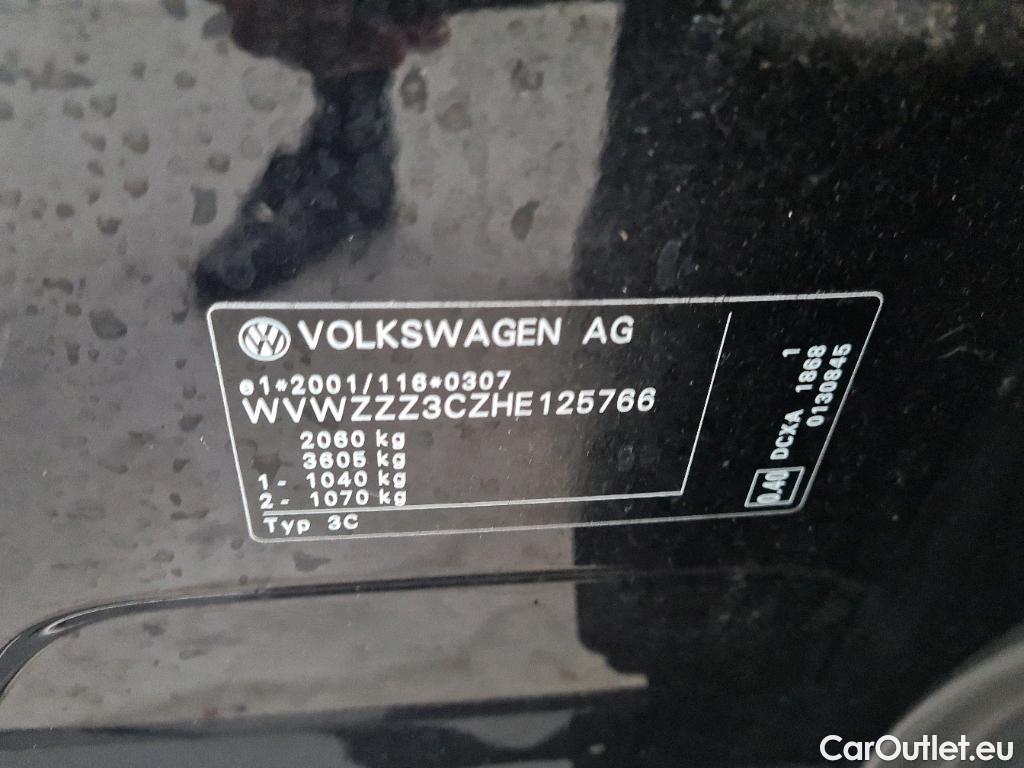 VOLKSWAGEN AG
e1*2001/116*0307
WVWZZZ3CZHE125766
2060 kg
3605 kg
1- 1040 kg
2- 1070 kg
Typ 3C
0.40 DCXA 1868 1
0130845
CarOutlet.eu